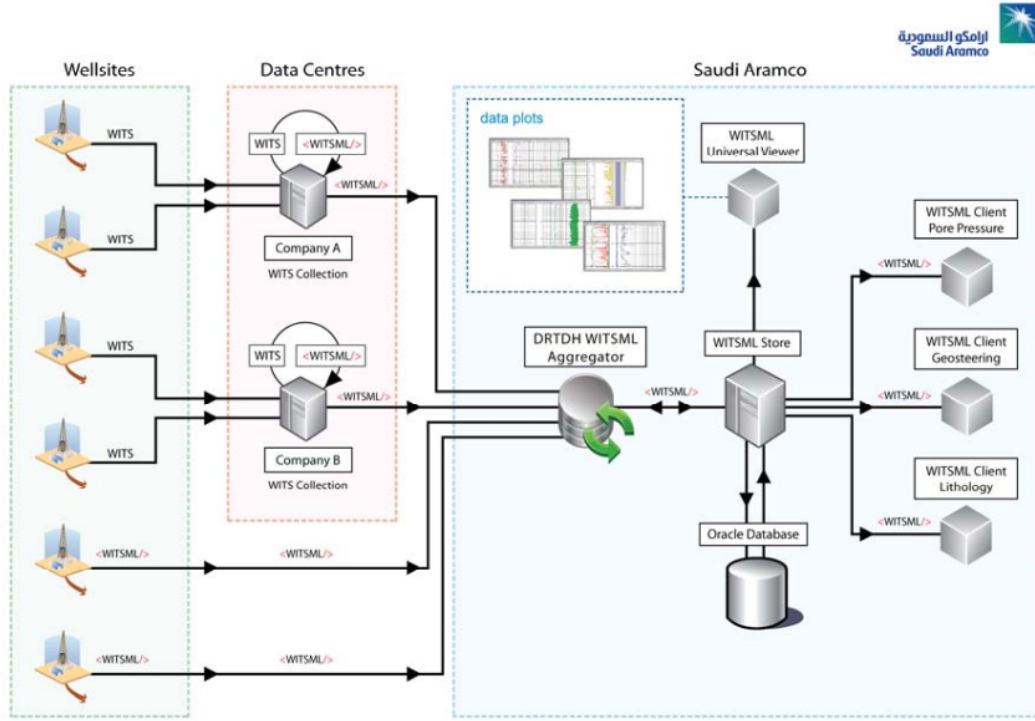 ارامكو السعودية
Saudi Aramco
Wellsites
Data Centres
Saudi Aramco
WITS
WITS
WITS
WITS
<WITSML/>
<WITSML/>
WITS
<WITSML/>
<WITSML/>
Company A
WITS Collection
WITS
<WITSML/>
<WITSML/>
Company B
WITS Collection
<WITSML/>
<WITSML/>
data plots
WITSML
Universal Viewer
DRTDH WITSML
Aggregator
<WITSML/>
WITSML Store
Oracle Database
WITSML Client
Pore Pressure
<WITSML/>
WITSML Client
Geosteering
<WITSML/>
WITSML Client
Lithology
<WITSML/>